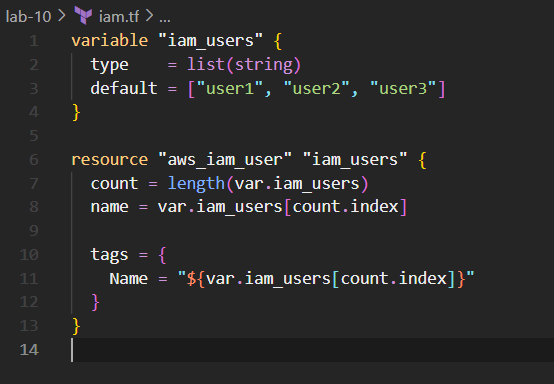 lab-10 > iam.tf > ...
1 variable "iam_users" {
2   type    = list(string)
3   default = ["user1", "user2", "user3"]
4 }
5
6 resource "aws_iam_user" "iam_users" {
7   count = length(var.iam_users)
8   name = var.iam_users[count.index]
9
10   tags = {
11     Name = "${var.iam_users[count.index]}"
12   }
13 }
14